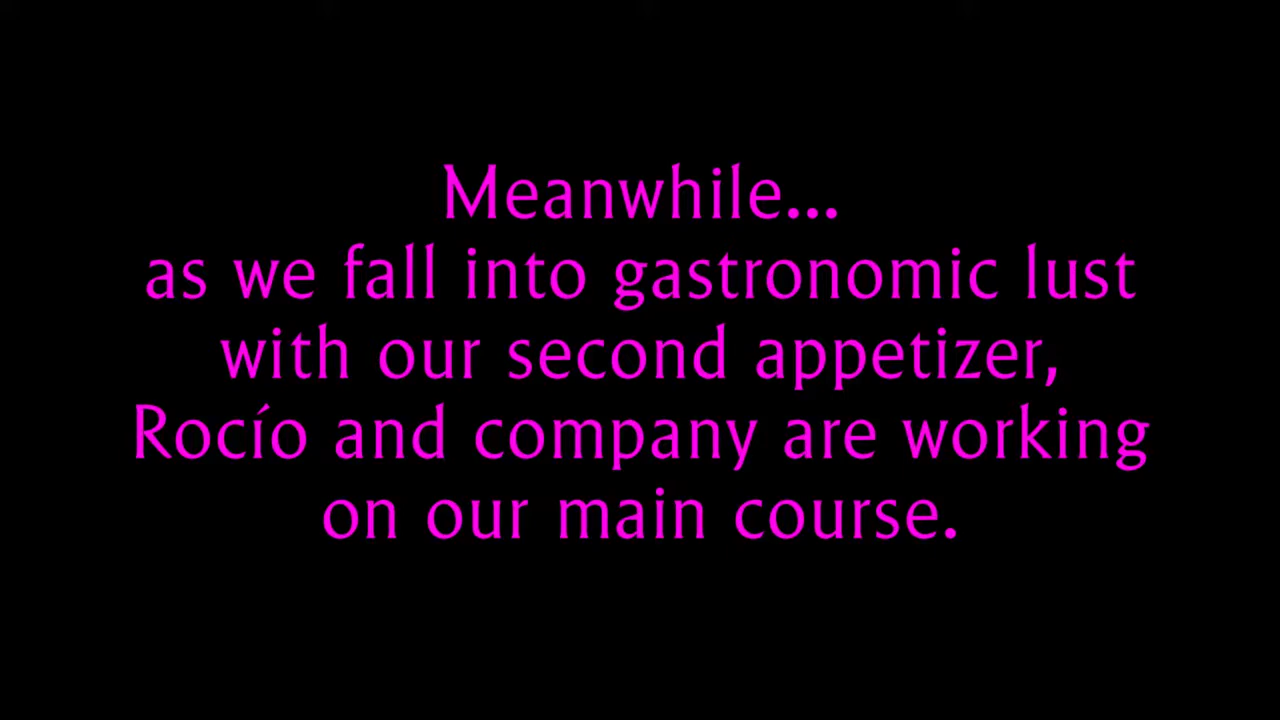 Meanwhile...
as we fall into gastronomic lust
with our second appetizer,
Rocío and company are working
on our main course.